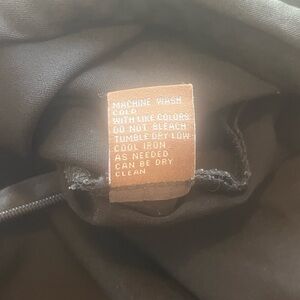 MACHINE WASH
COLD
WITH LIKE COLORS
DO NOT BLEACH
TUMBLE DRY LOW
COOL IRON
AS NEEDED
CAN BE DRY
CLEAN